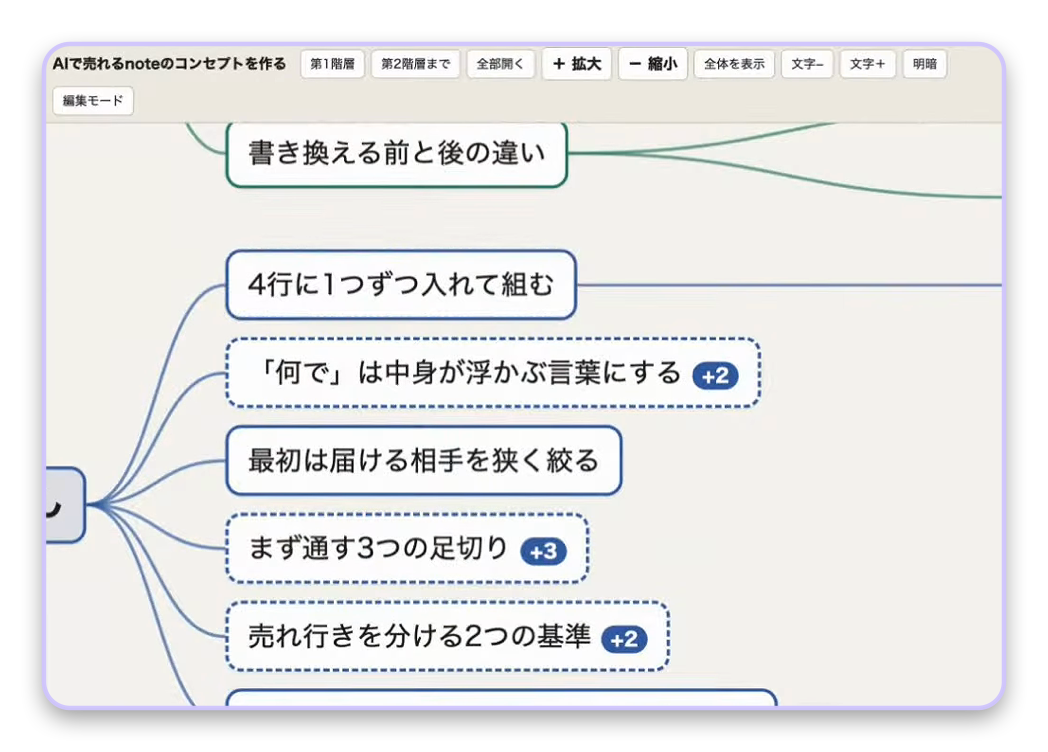 AIで売れるnoteのコンセプトを作る 第1階層 第2階層まで 全部開く + 拡大 − 縮小 全体を表示 文字− 文字+ 明暗
編集モード
書き換える前と後の違い
4行に1つずつ入れて組む
「何で」は中身が浮かぶ言葉にする +2
最初は届ける相手を狭く絞る
まず通す3つの足切り +3
売れ行きを分ける2つの基準 +2